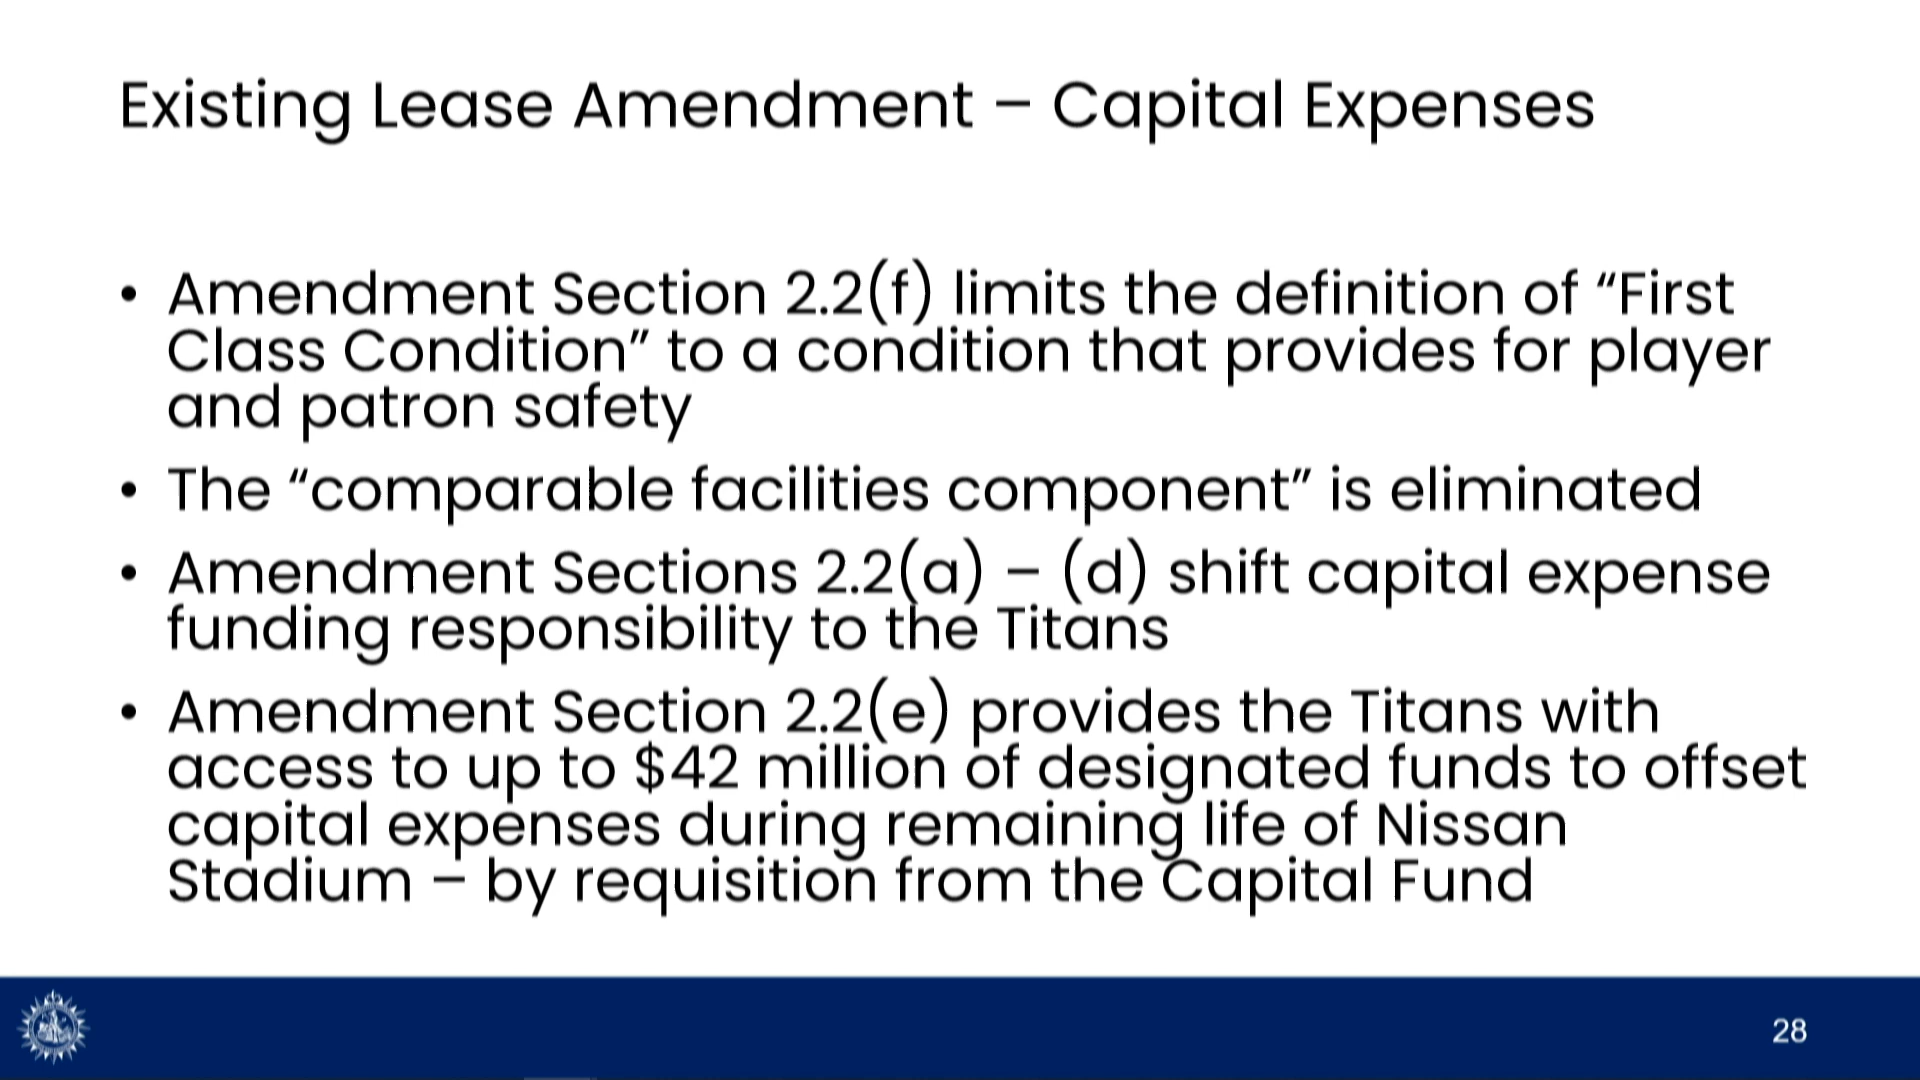 Existing Lease Amendment – Capital Expenses
• Amendment Section 2.2(f) limits the definition of “First
Class Condition” to a condition that provides for player
and patron safety
• The “comparable facilities component” is eliminated
• Amendment Sections 2.2(a) – (d) shift capital expense
funding responsibility to the Titans
• Amendment Section 2.2(e) provides the Titans with
access to up to $42 million of designated funds to offset
capital expenses during remaining life of Nissan
Stadium – by requisition from the Capital Fund
28